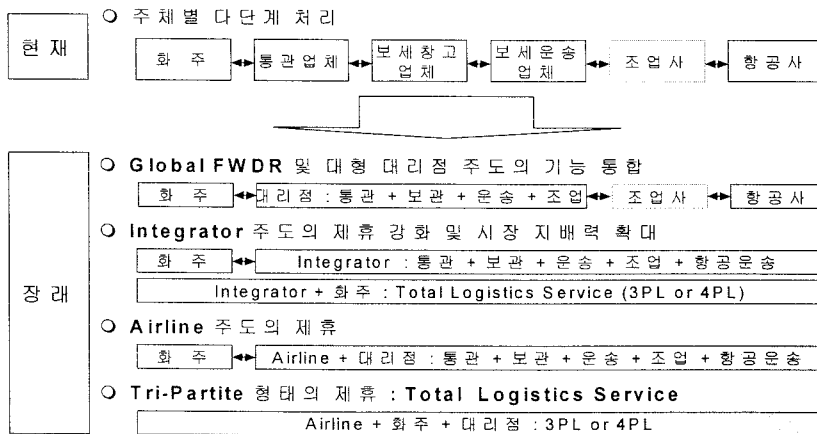 현 재
○ 주체별 다단계 처리
화 주
통관업체
보세창고
업체
보세운송
업체
조업사
항공사
장 래
○ Global FWDR 및 대형 대리점 주도의 기능 통합
화 주
대리점 : 통관 + 보관 + 운송 + 조업
조업사
항공사
○ Integrator 주도의 제휴 강화 및 시장 지배력 확대
화 주
Integrator : 통관 + 보관 + 운송 + 조업 + 항공운송
Integrator + 화주 : Total Logistics Service (3PL or 4PL)
○ Airline 주도의 제휴
화 주
Airline + 대리점 : 통관 + 보관 + 운송 + 조업 + 항공운송
○ Tri-Partite 형태의 제휴 : Total Logistics Service
Airline + 화주 + 대리점 : 3PL or 4PL